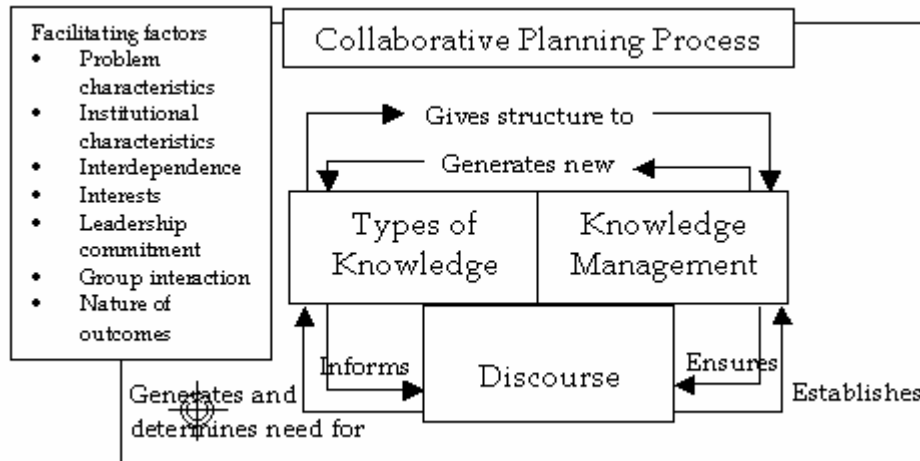 Facilitating factors
• Problem
characteristics
• Institutional
characteristics
• Interdependence
• Interests
• Leadership
commitment
• Group interaction
• Nature of
outcomes
Collaborative Planning Process
Gives structure to
Generates new
Types of
Knowledge
Knowledge
Management
Informs
Discourse
Ensures
Establishes
Generates and
determines need for